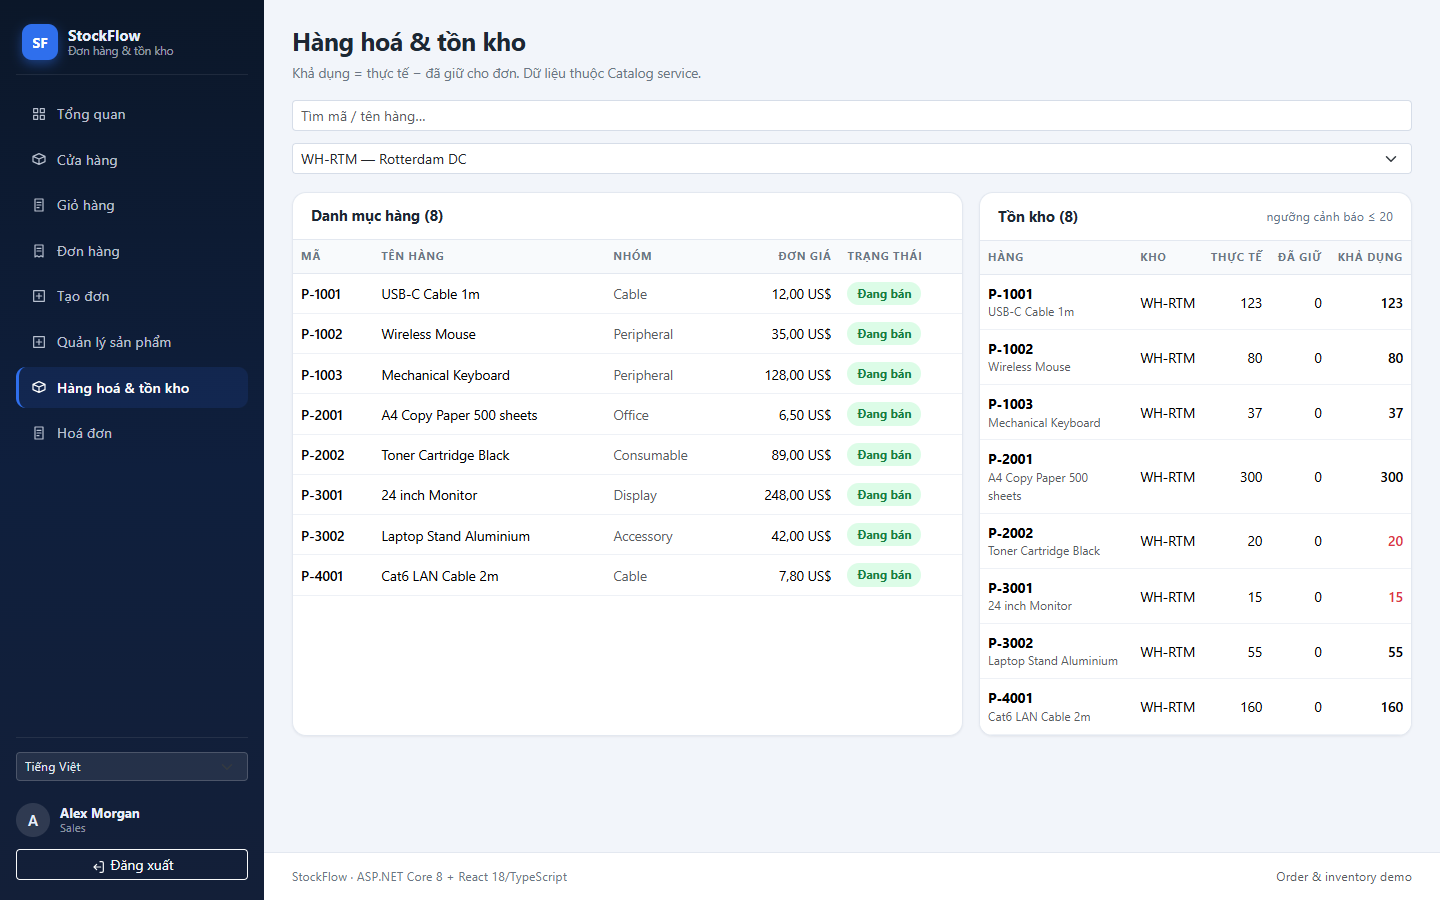 SF
StockFlow
Đơn hàng & tồn kho
Tổng quan
Cửa hàng
Giỏ hàng
Đơn hàng
Tạo đơn
Quản lý sản phẩm
Hàng hoá & tồn kho
Hoá đơn
Tiếng Việt
A
Alex Morgan
Sales
Đăng xuất
Hàng hoá & tồn kho
Khả dụng = thực tế − đã giữ cho đơn. Dữ liệu thuộc Catalog service.
Tìm mã / tên hàng...
WH-RTM — Rotterdam DC
Danh mục hàng (8)
MÃ TÊN HÀNG NHÓM ĐƠN GIÁ TRẠNG THÁI
P-1001 USB-C Cable 1m Cable 12,00 US$ Đang bán
P-1002 Wireless Mouse Peripheral 35,00 US$ Đang bán
P-1003 Mechanical Keyboard Peripheral 128,00 US$ Đang bán
P-2001 A4 Copy Paper 500 sheets Office 6,50 US$ Đang bán
P-2002 Toner Cartridge Black Consumable 89,00 US$ Đang bán
P-3001 24 inch Monitor Display 248,00 US$ Đang bán
P-3002 Laptop Stand Aluminium Accessory 42,00 US$ Đang bán
P-4001 Cat6 LAN Cable 2m Cable 7,80 US$ Đang bán
Tồn kho (8) ngưỡng cảnh báo ≤ 20
HÀNG KHO THỰC TẾ ĐÃ GIỮ KHẢ DỤNG
P-1001
USB-C Cable 1m
WH-RTM 123 0 123
P-1002
Wireless Mouse
WH-RTM 80 0 80
P-1003
Mechanical Keyboard
WH-RTM 37 0 37
P-2001
A4 Copy Paper 500
sheets
WH-RTM 300 0 300
P-2002
Toner Cartridge Black
WH-RTM 20 0 20
P-3001
24 inch Monitor
WH-RTM 15 0 15
P-3002
Laptop Stand Aluminium
WH-RTM 55 0 55
P-4001
Cat6 LAN Cable 2m
WH-RTM 160 0 160
StockFlow · ASP.NET Core 8 + React 18/TypeScript
Order & inventory demo